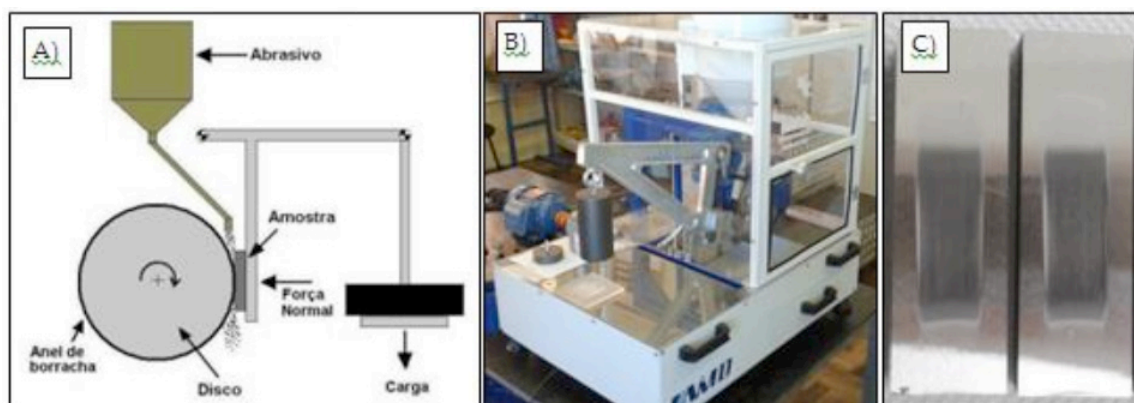 A)
Abrasivo
Amostra
Força
Normal
Anel de
borracha
Disco
Carga
B)
C)